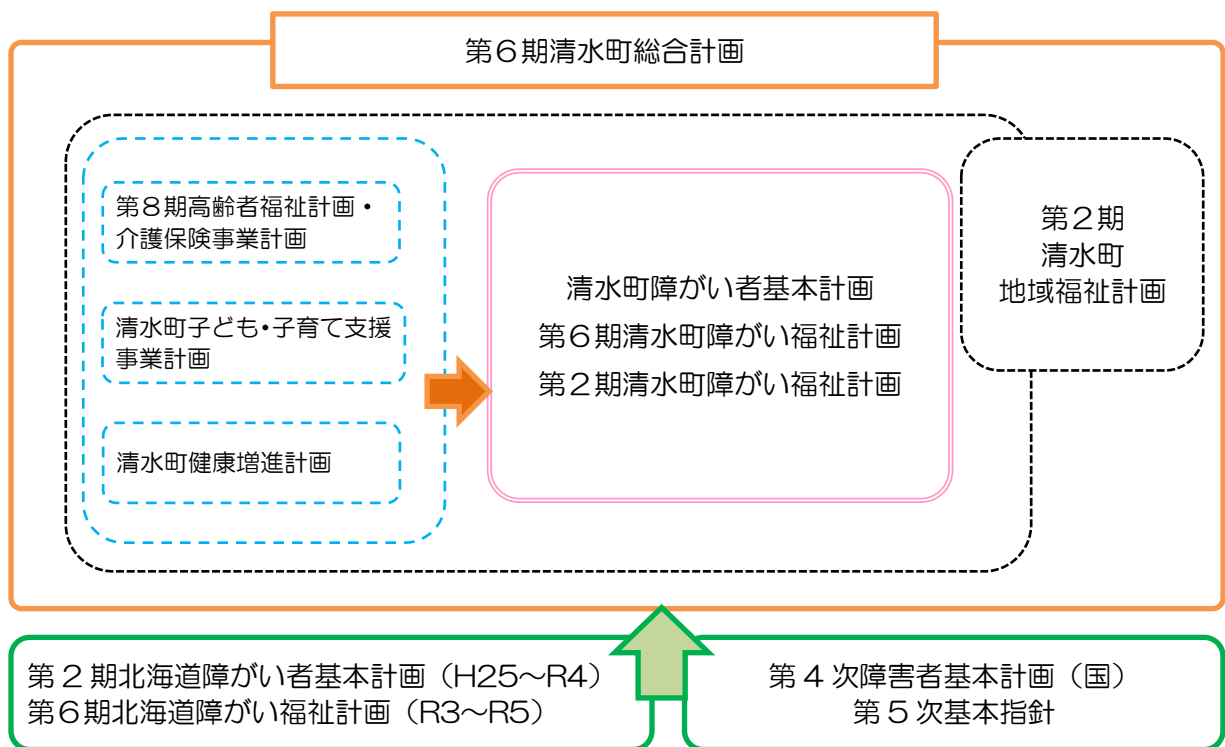 第６期清水町総合計画
第８期高齢者福祉計画・
介護保険事業計画
清水町子ども・子育て支援
事業計画
清水町健康増進計画
清水町障がい者基本計画
第６期清水町障がい福祉計画
第２期清水町障がい福祉計画
第２期
清水町
地域福祉計画
第２期北海道障がい者基本計画（H25～R4）
第６期北海道障がい福祉計画（R3～R5）
第４次障害者基本計画（国）
第５次基本指針